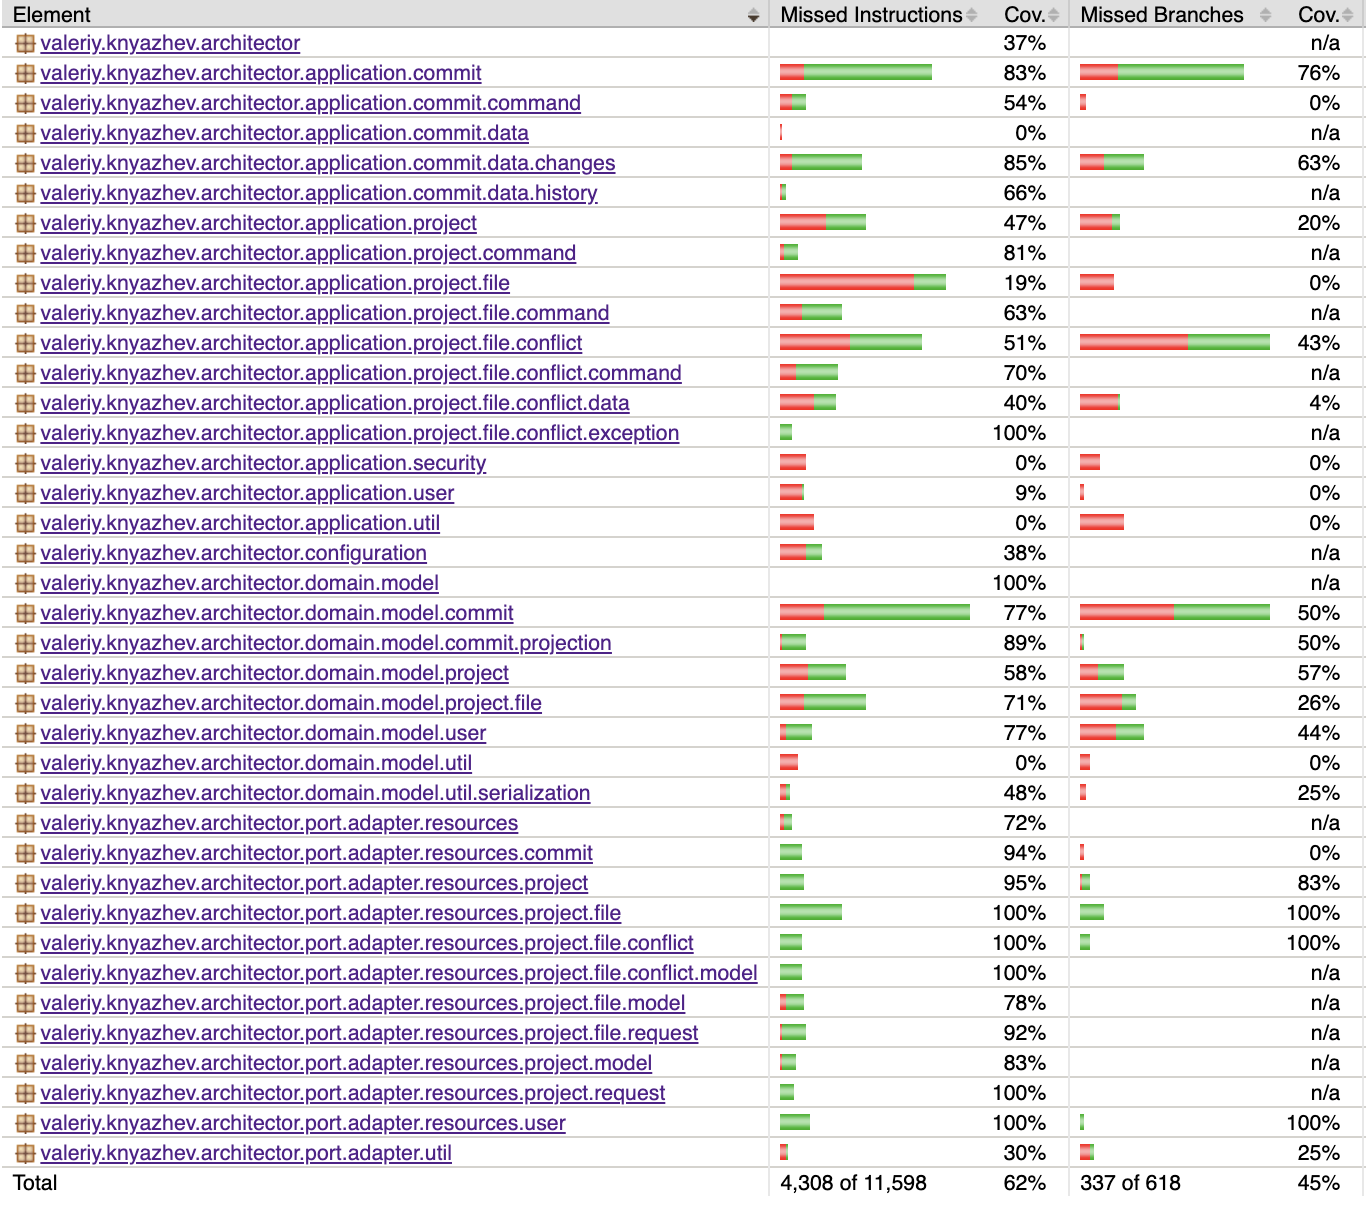 Element Missed Instructions Cov. Missed Branches Cov.
valeriy.knyazhev.architector 37% n/a
valeriy.knyazhev.architector.application.commit 83% 76%
valeriy.knyazhev.architector.application.commit.command 54% 0%
valeriy.knyazhev.architector.application.commit.data 0% n/a
valeriy.knyazhev.architector.application.commit.data.changes 85% 63%
valeriy.knyazhev.architector.application.commit.data.history 66% n/a
valeriy.knyazhev.architector.application.project 47% 20%
valeriy.knyazhev.architector.application.project.command 81% n/a
valeriy.knyazhev.architector.application.project.file 19% 0%
valeriy.knyazhev.architector.application.project.file.command 63% n/a
valeriy.knyazhev.architector.application.project.file.conflict 51% 43%
valeriy.knyazhev.architector.application.project.file.conflict.command 70% n/a
valeriy.knyazhev.architector.application.project.file.conflict.data 40% 4%
valeriy.knyazhev.architector.application.project.file.conflict.exception 100% n/a
valeriy.knyazhev.architector.application.security 0% 0%
valeriy.knyazhev.architector.application.user 9% 0%
valeriy.knyazhev.architector.application.util 0% 0%
valeriy.knyazhev.architector.configuration 38% n/a
valeriy.knyazhev.architector.domain.model 100% n/a
valeriy.knyazhev.architector.domain.model.commit 77% 50%
valeriy.knyazhev.architector.domain.model.commit.projection 89% 50%
valeriy.knyazhev.architector.domain.model.project 58% 57%
valeriy.knyazhev.architector.domain.model.project.file 71% 26%
valeriy.knyazhev.architector.domain.model.user 77% 44%
valeriy.knyazhev.architector.domain.model.util 0% 0%
valeriy.knyazhev.architector.domain.model.util.serialization 48% 25%
valeriy.knyazhev.architector.port.adapter.resources 72% n/a
valeriy.knyazhev.architector.port.adapter.resources.commit 94% 0%
valeriy.knyazhev.architector.port.adapter.resources.project 95% 83%
valeriy.knyazhev.architector.port.adapter.resources.project.file 100% 100%
valeriy.knyazhev.architector.port.adapter.resources.project.file.conflict 100% 100%
valeriy.knyazhev.architector.port.adapter.resources.project.file.conflict.model 100% n/a
valeriy.knyazhev.architector.port.adapter.resources.project.file.model 78% n/a
valeriy.knyazhev.architector.port.adapter.resources.project.file.request 92% n/a
valeriy.knyazhev.architector.port.adapter.resources.project.model 83% n/a
valeriy.knyazhev.architector.port.adapter.resources.project.request 100% n/a
valeriy.knyazhev.architector.port.adapter.resources.user 100% 100%
valeriy.knyazhev.architector.port.adapter.util 30% 25%
Total 4,308 of 11,598 62% 337 of 618 45%